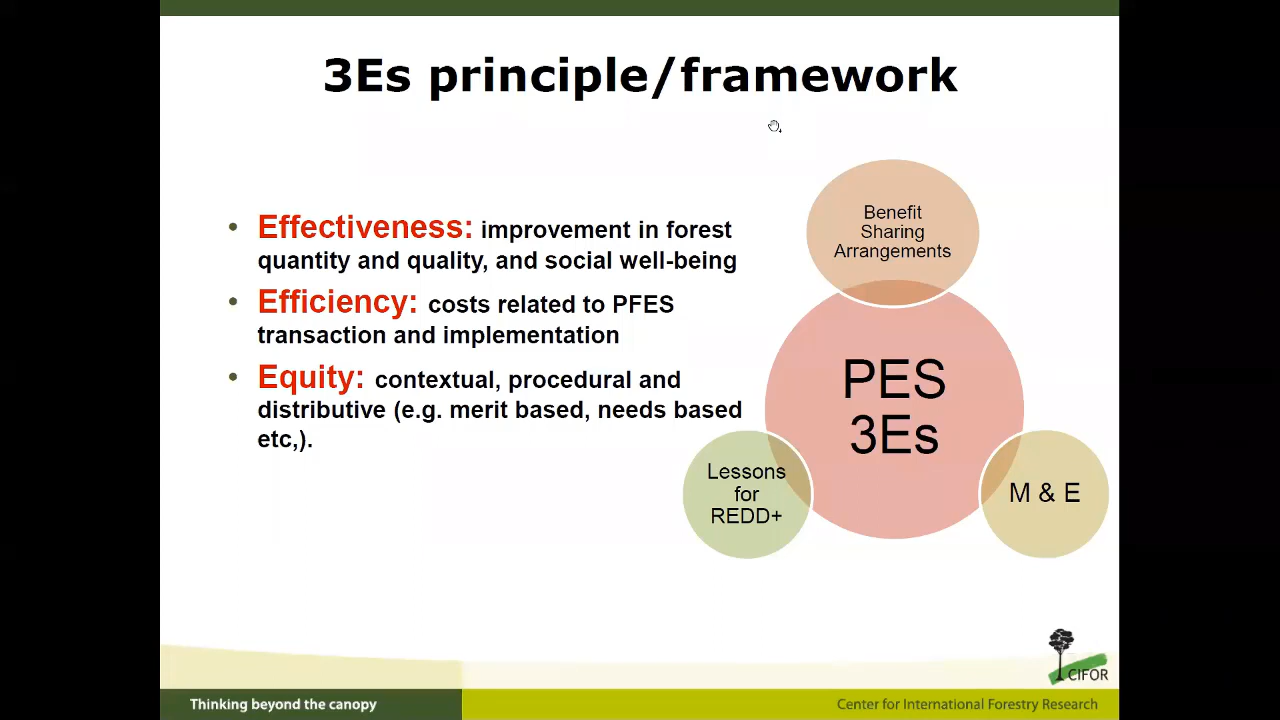 3Es principle/framework
• Effectiveness: improvement in forest
quantity and quality, and social well-being
• Efficiency: costs related to PFES
transaction and implementation
• Equity: contextual, procedural and
distributive (e.g. merit based, needs based
etc,).
Benefit
Sharing
Arrangements
PES
3Es
Lessons
for
REDD+
M & E
CIFOR
Thinking beyond the canopy
Center for International Forestry Research